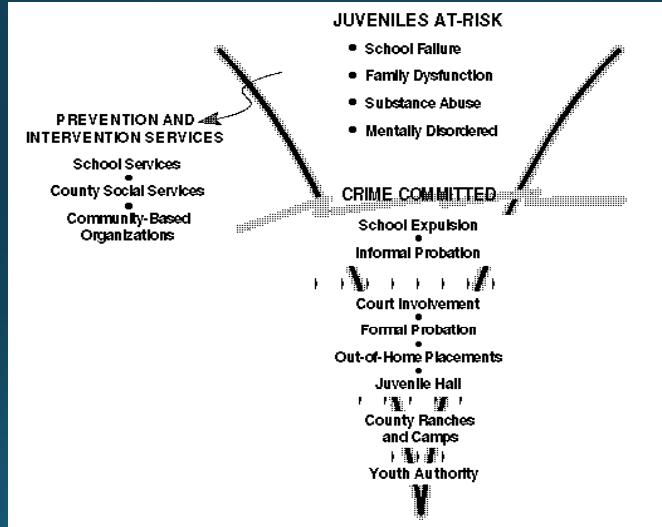 JUVENILES AT-RISK
• School Failure
• Family Dysfunction
• Substance Abuse
• Mentally Disordered
PREVENTION AND
INTERVENTION SERVICES
School Services
•
County Social Services
•
Community-Based
Organizations
CRIME COMMITTED
School Expulsion
•
Informal Probation
Court Involvement
•
Formal Probation
•
Out-of-Home Placements
•
Juvenile Hall
County Ranches
and Camps
Youth Authority